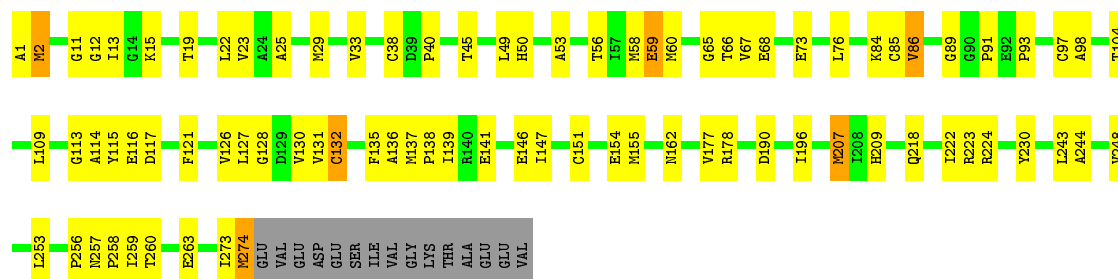 A1 M2 G11 G12 I13 G14 K15 T19 L22 V23 A24 A25 M29 V33 C38 D39 P40 T45 L49 H50 A53 T56 I57 M58 E59 M60 G65 T66 V67 E68 E73 L76 K84 C85 V86 G89 G90 P91 E92 P93 C97 A98 T104
L109 G113 A114 Y115 E116 D117 F121 V126 L127 G128 D129 V130 V131 C132 F135 A136 M137 P138 I139 R140 E141 E146 I147 C151 E154 M155 N162 V177 R178 D190 I196 M207 I208 H209 Q218 I222 R223 R224 Y230 L243 A244
L253 P256 N257 P258 I259 T260 E263 I273 M274 GLU VAL GLU ASP GLU SER ILE VAL GLY LYS THR ALA GLU GLU VAL